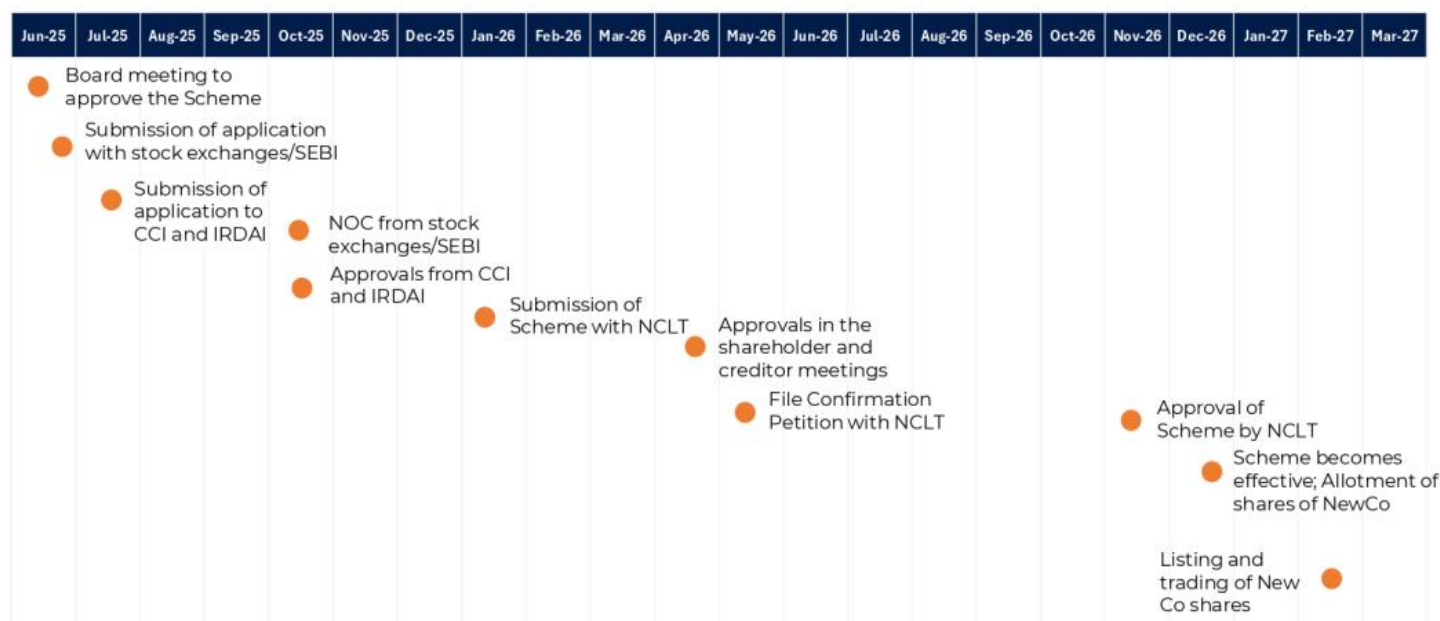 Jun-25 Jul-25 Aug-25 Sep-25 Oct-25 Nov-25 Dec-25 Jan-26 Feb-26 Mar-26 Apr-26 May-26 Jun-26 Jul-26 Aug-26 Sep-26 Oct-26 Nov-26 Dec-26 Jan-27 Feb-27 Mar-27
Board meeting to
approve the Scheme
Submission of application
with stock exchanges/SEBI
Submission of
application to
CCI and IRDAI
NOC from stock
exchanges/SEBI
Approvals from CCI
and IRDAI
Submission of
Scheme with NCLT
Approvals in the
shareholder and
creditor meetings
File Confirmation
Petition with NCLT
Approval of
Scheme by NCLT
Scheme becomes
effective; Allotment of
shares of NewCo
Listing and
trading of New
Co shares